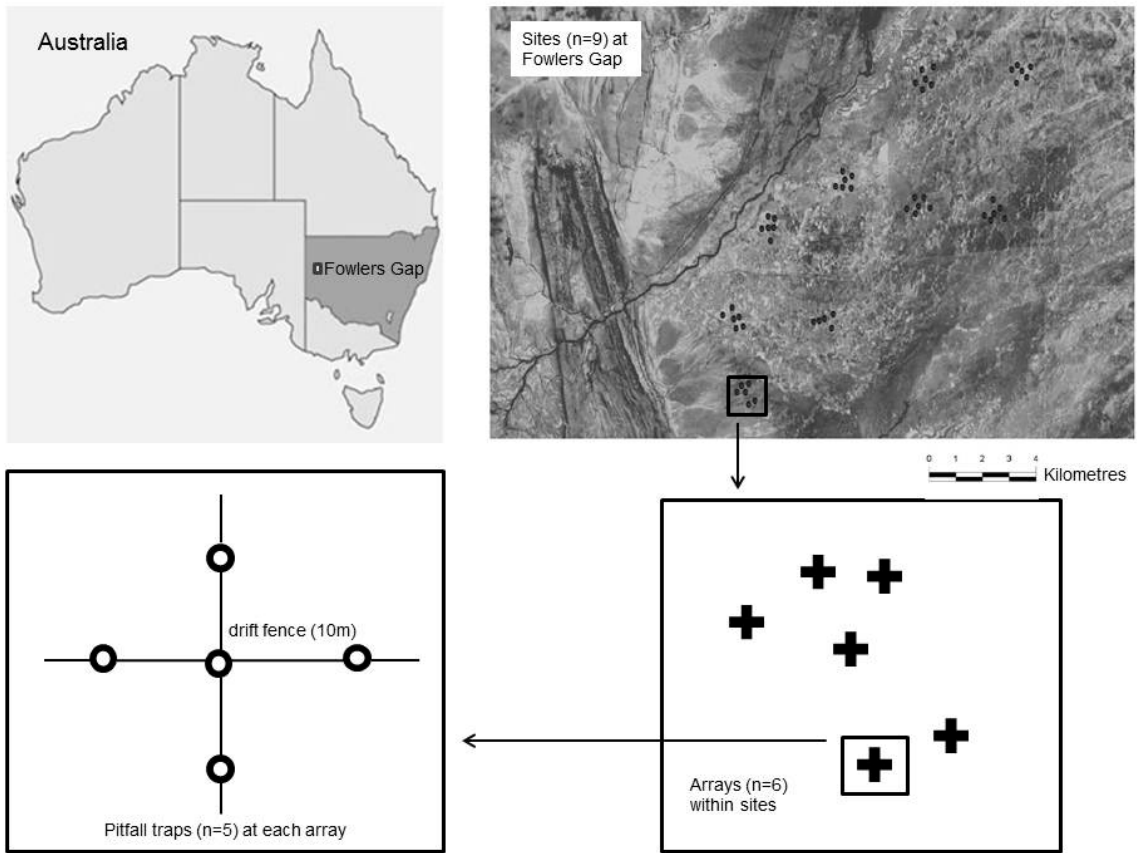 Australia
Fowlers Gap
Sites (n=9) at
Fowlers Gap
0 1 2 3 4
Kilometres
drift fence (10m)
Pitfall traps (n=5) at each array
Arrays (n=6)
within sites